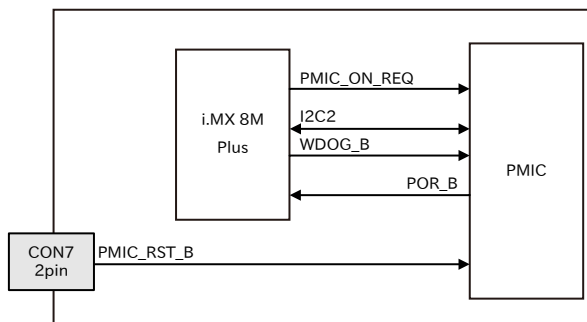 PMIC_ON_REQ
i.MX 8M
Plus
I2C2
WDOG_B
PMIC
POR_B
CON7
2pin
PMIC_RST_B